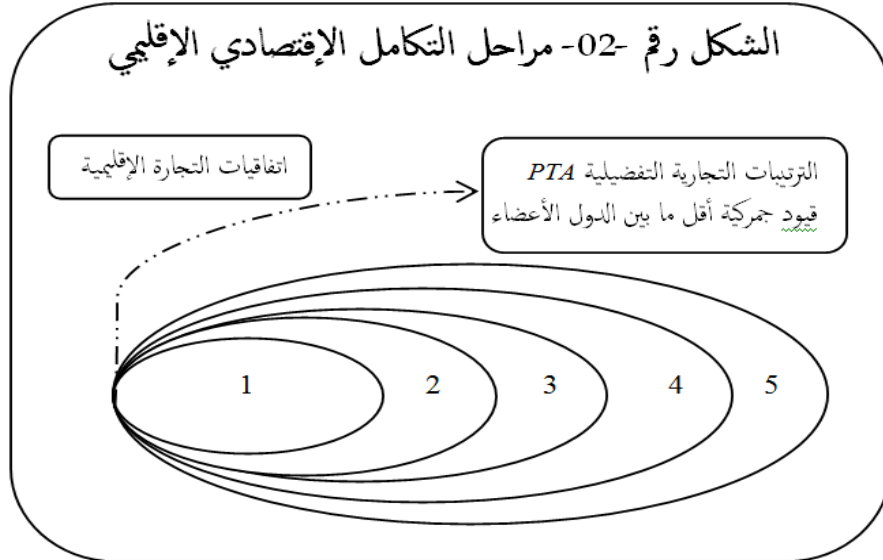 الشكل رقم -02- مراحل التكامل الإقتصادي الإقليمي
الترتيبات التجارية التفضيلية PTA
قيود جمركية أقل ما بين الدول الأعضاء
اتفاقيات التجارة الإقليمية
1 2 3 4 5